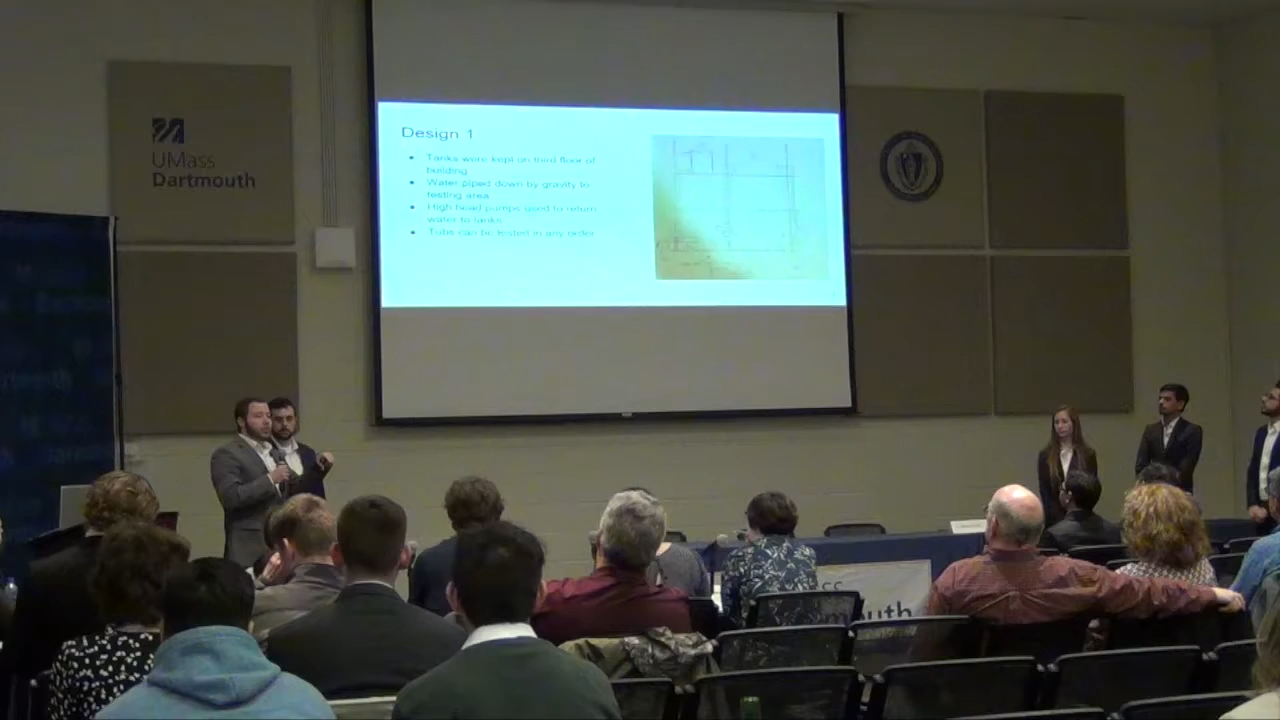 UMass
Dartmouth
Design 1
• Tanks were kept on third floor of
building
• Water piped down by gravity to
testing area
• High head pumps used to return
water to tanks
• Tubs can be tested in any order